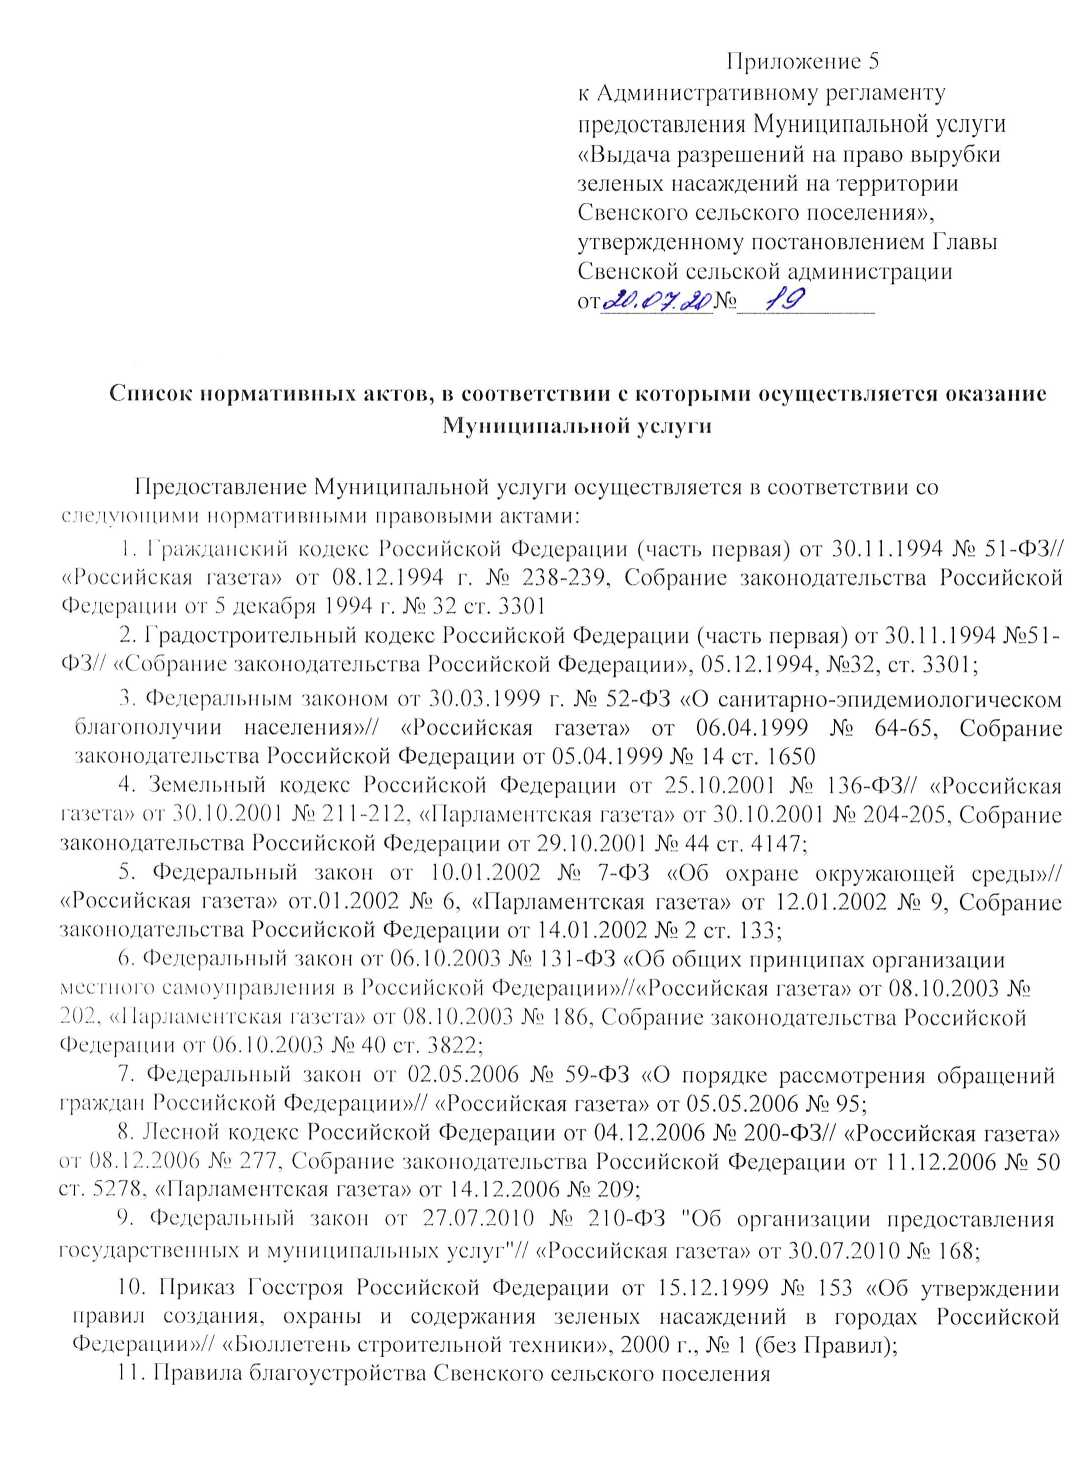 Приложение 5
к Административному регламенту
предоставления Муниципальной услуги
«Выдача разрешений на право вырубки
зеленых насаждений на территории
Свенского сельского поселения»,
утвержденному постановлением Главы
Свенской сельской администрации
от 20.07.20 № 19
Список нормативных актов, в соответствии с которыми осуществляется оказание
Муниципальной услуги
Предоставление Муниципальной услуги осуществляется в соответствии со
следующими нормативными правовыми актами:
1. Гражданский кодекс Российской Федерации (часть первая) от 30.11.1994 № 51-ФЗ//
«Российская газета» от 08.12.1994 г. № 238-239, Собрание законодательства Российской
Федерации от 5 декабря 1994 г. № 32 ст. 3301
2. Градостроительный кодекс Российской Федерации (часть первая) от 30.11.1994 №51-
ФЗ// «Собрание законодательства Российской Федерации», 05.12.1994, №32, ст. 3301;
3. Федеральным законом от 30.03.1999 г. № 52-ФЗ «О санитарно-эпидемиологическом
благополучии населения»// «Российская газета» от 06.04.1999 № 64-65, Собрание
законодательства Российской Федерации от 05.04.1999 № 14 ст. 1650
4. Земельный кодекс Российской Федерации от 25.10.2001 № 136-ФЗ// «Российская
газета» от 30.10.2001 № 211-212, «Парламентская газета» от 30.10.2001 № 204-205, Собрание
законодательства Российской Федерации от 29.10.2001 № 44 ст. 4147;
5. Федеральный закон от 10.01.2002 № 7-ФЗ «Об охране окружающей среды»//
«Российская газета» от.01.2002 № 6, «Парламентская газета» от 12.01.2002 № 9, Собрание
законодательства Российской Федерации от 14.01.2002 № 2 ст. 133;
6. Федеральный закон от 06.10.2003 № 131-ФЗ «Об общих принципах организации
местного самоуправления в Российской Федерации»//«Российская газета» от 08.10.2003 №
202, «Парламентская газета» от 08.10.2003 № 186, Собрание законодательства Российской
Федерации от 06.10.2003 № 40 ст. 3822;
7. Федеральный закон от 02.05.2006 № 59-ФЗ «О порядке рассмотрения обращений
граждан Российской Федерации»// «Российская газета» от 05.05.2006 № 95;
8. Лесной кодекс Российской Федерации от 04.12.2006 № 200-ФЗ// «Российская газета»
от 08.12.2006 № 277, Собрание законодательства Российской Федерации от 11.12.2006 № 50
ст. 5278, «Парламентская газета» от 14.12.2006 № 209;
9. Федеральный закон от 27.07.2010 № 210-ФЗ "Об организации предоставления
государственных и муниципальных услуг"// «Российская газета» от 30.07.2010 № 168;
10. Приказ Госстроя Российской Федерации от 15.12.1999 № 153 «Об утверждении
правил создания, охраны и содержания зеленых насаждений в городах Российской
Федерации»// «Бюллетень строительной техники», 2000 г., № 1 (без Правил);
11. Правила благоустройства Свенского сельского поселения